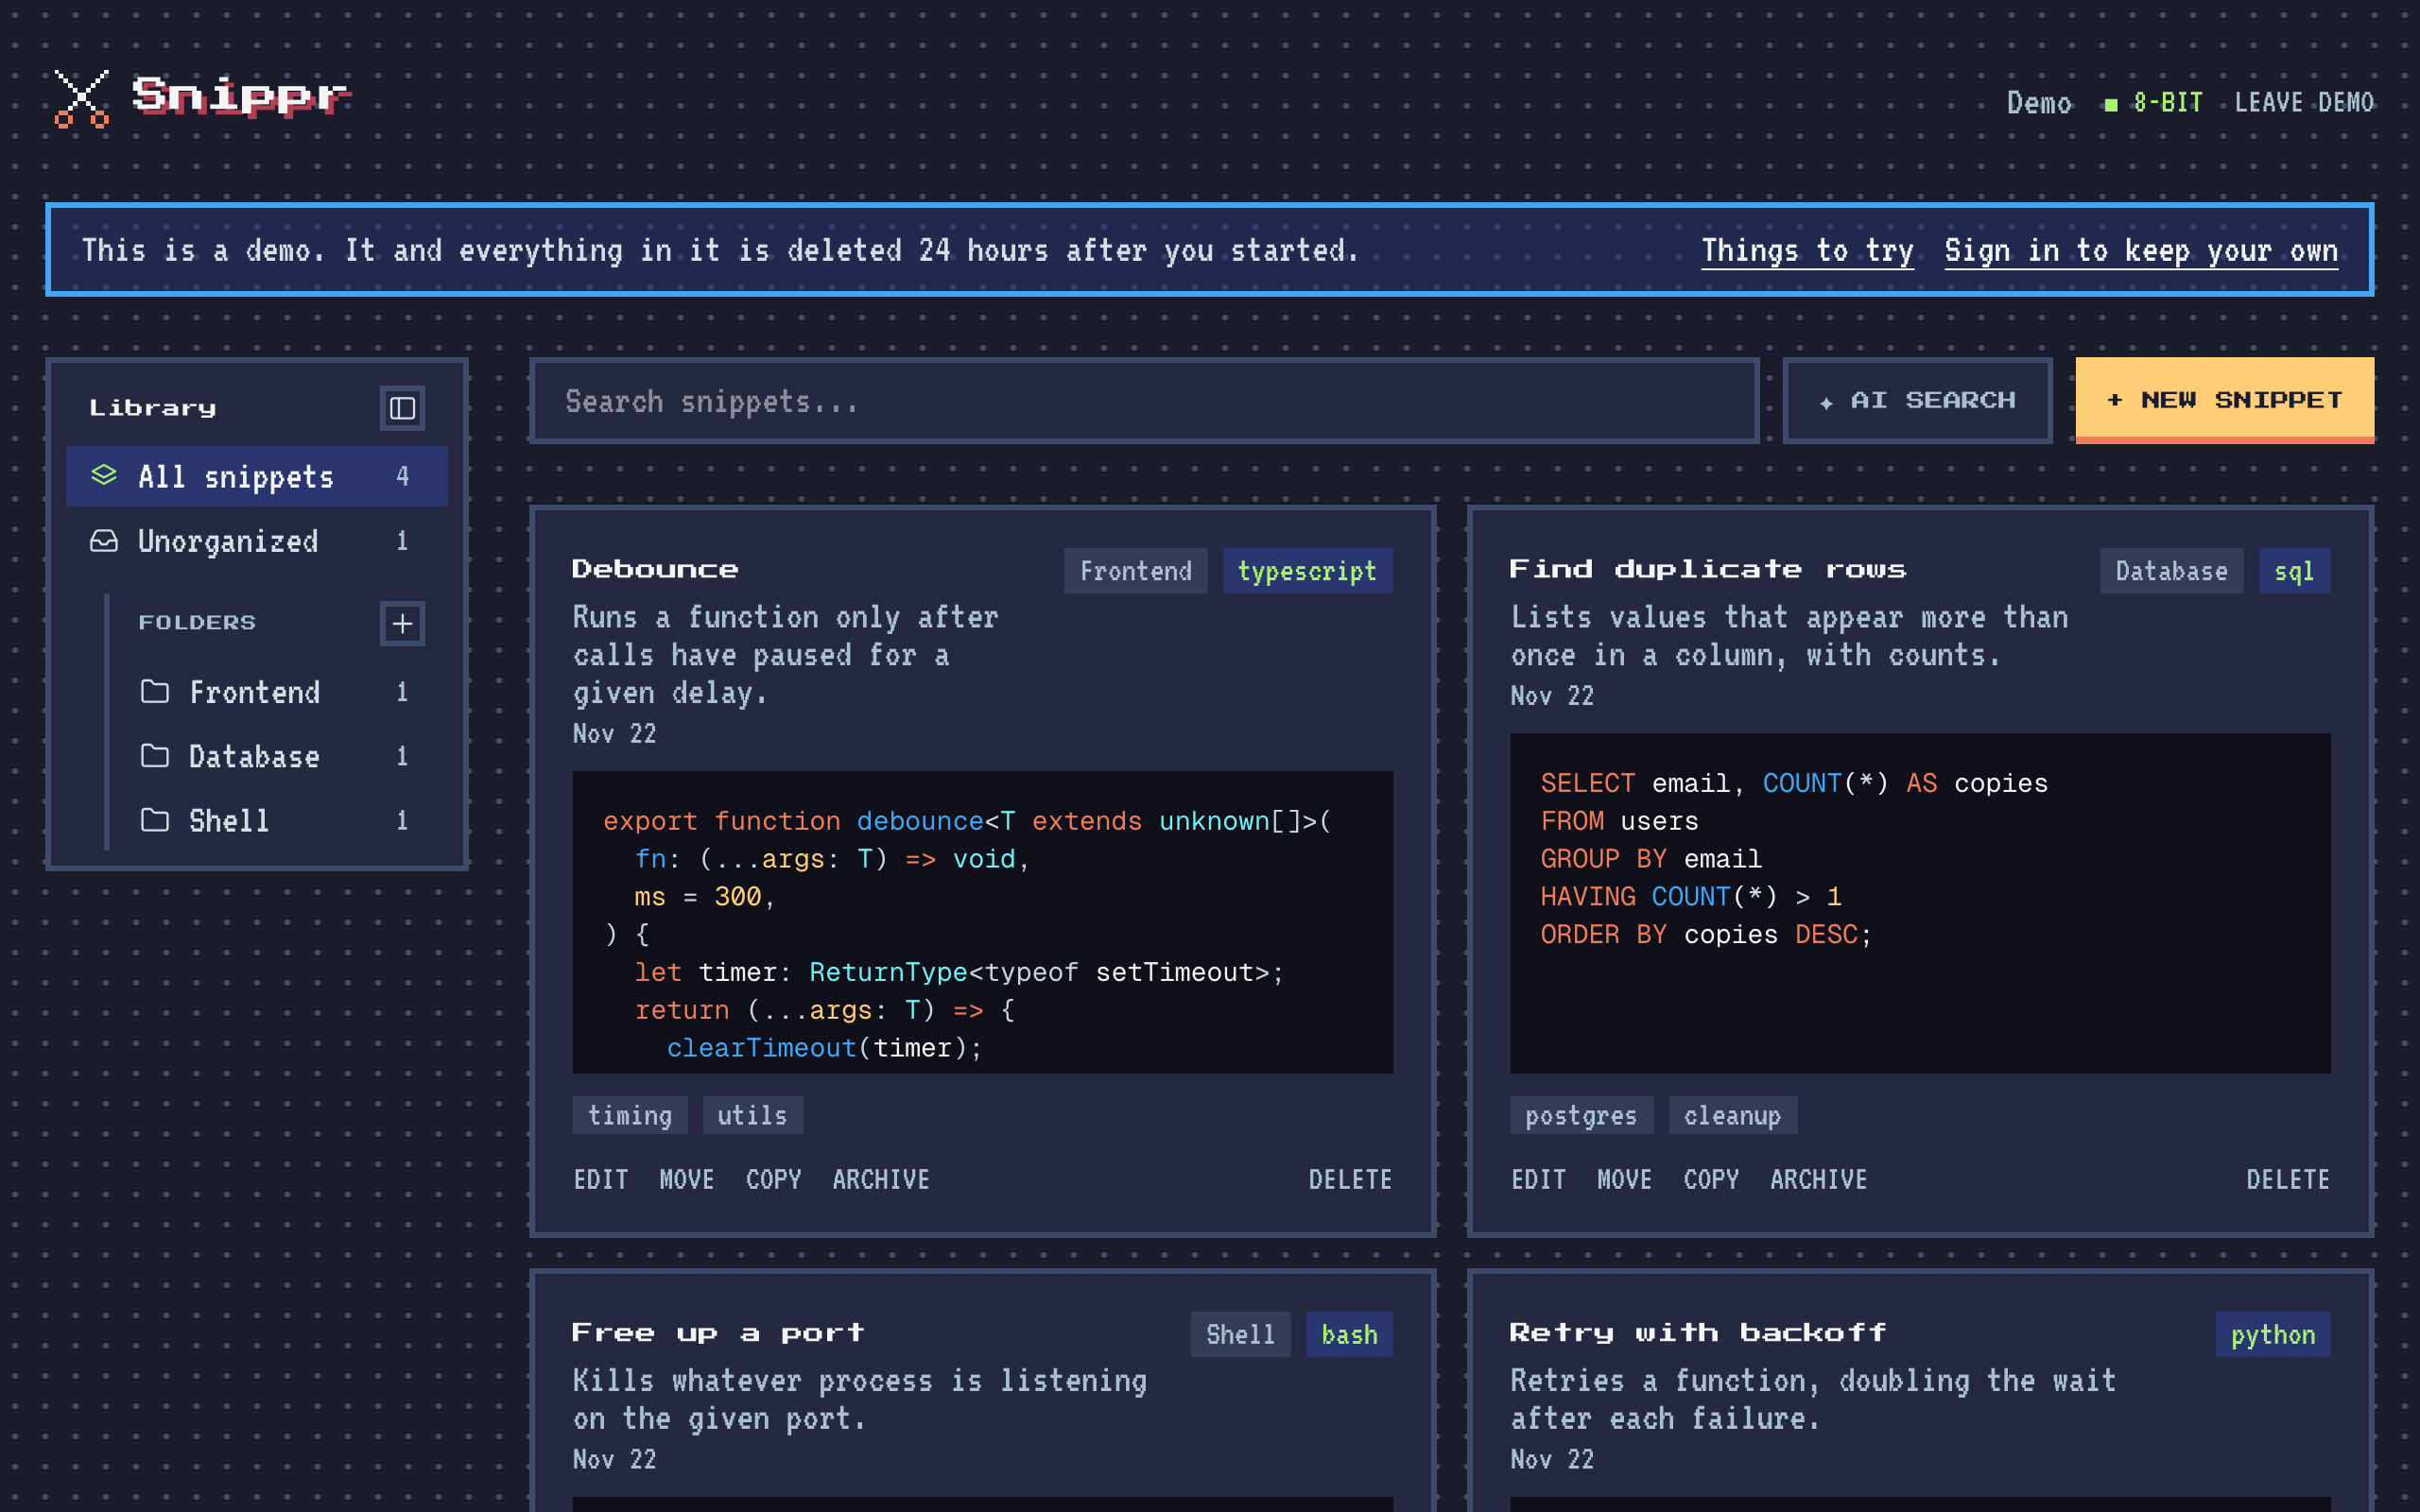 Snippr
Demo ■ 8-BIT LEAVE DEMO
This is a demo. It and everything in it is deleted 24 hours after you started.
Things to try Sign in to keep your own
Library
All snippets 4
Unorganized 1
FOLDERS
Frontend 1
Database 1
Shell 1
Search snippets...
✦ AI SEARCH
+ NEW SNIPPET
Debounce
Frontend typescript
Runs a function only after
calls have paused for a
given delay.
Nov 22
export function debounce<T extends unknown[]>(
  fn: (...args: T) => void,
  ms = 300,
) {
  let timer: ReturnType<typeof setTimeout>;
  return (...args: T) => {
    clearTimeout(timer);
timing utils
EDIT MOVE COPY ARCHIVE DELETE
Find duplicate rows
Database sql
Lists values that appear more than
once in a column, with counts.
Nov 22
SELECT email, COUNT(*) AS copies
FROM users
GROUP BY email
HAVING COUNT(*) > 1
ORDER BY copies DESC;
postgres cleanup
EDIT MOVE COPY ARCHIVE DELETE
Free up a port
Shell bash
Kills whatever process is listening
on the given port.
Nov 22
Retry with backoff
python
Retries a function, doubling the wait
after each failure.
Nov 22